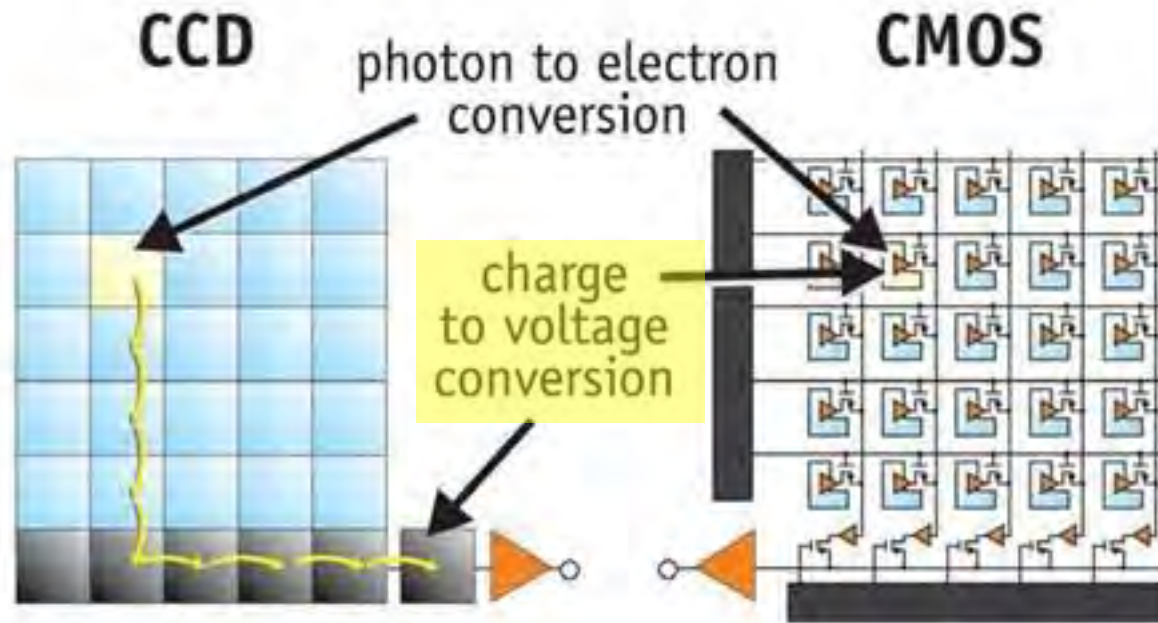 CCD
CMOS
photon to electron
conversion
charge
to voltage
conversion